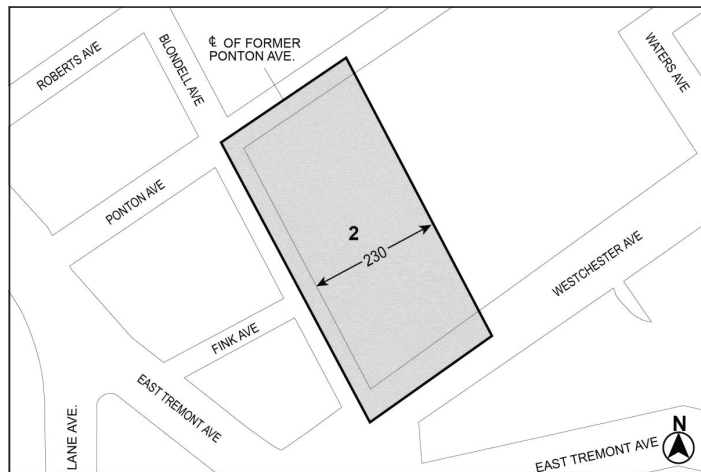 ℄ OF FORMER
PONTON AVE.
ROBERTS AVE
BLONDELL AVE
WATERS AVE
PONTON AVE
2
230
WESTCHESTER AVE
FINK AVE
EAST TREMONT AVE
LANE AVE.
N
EAST TREMONT AVE